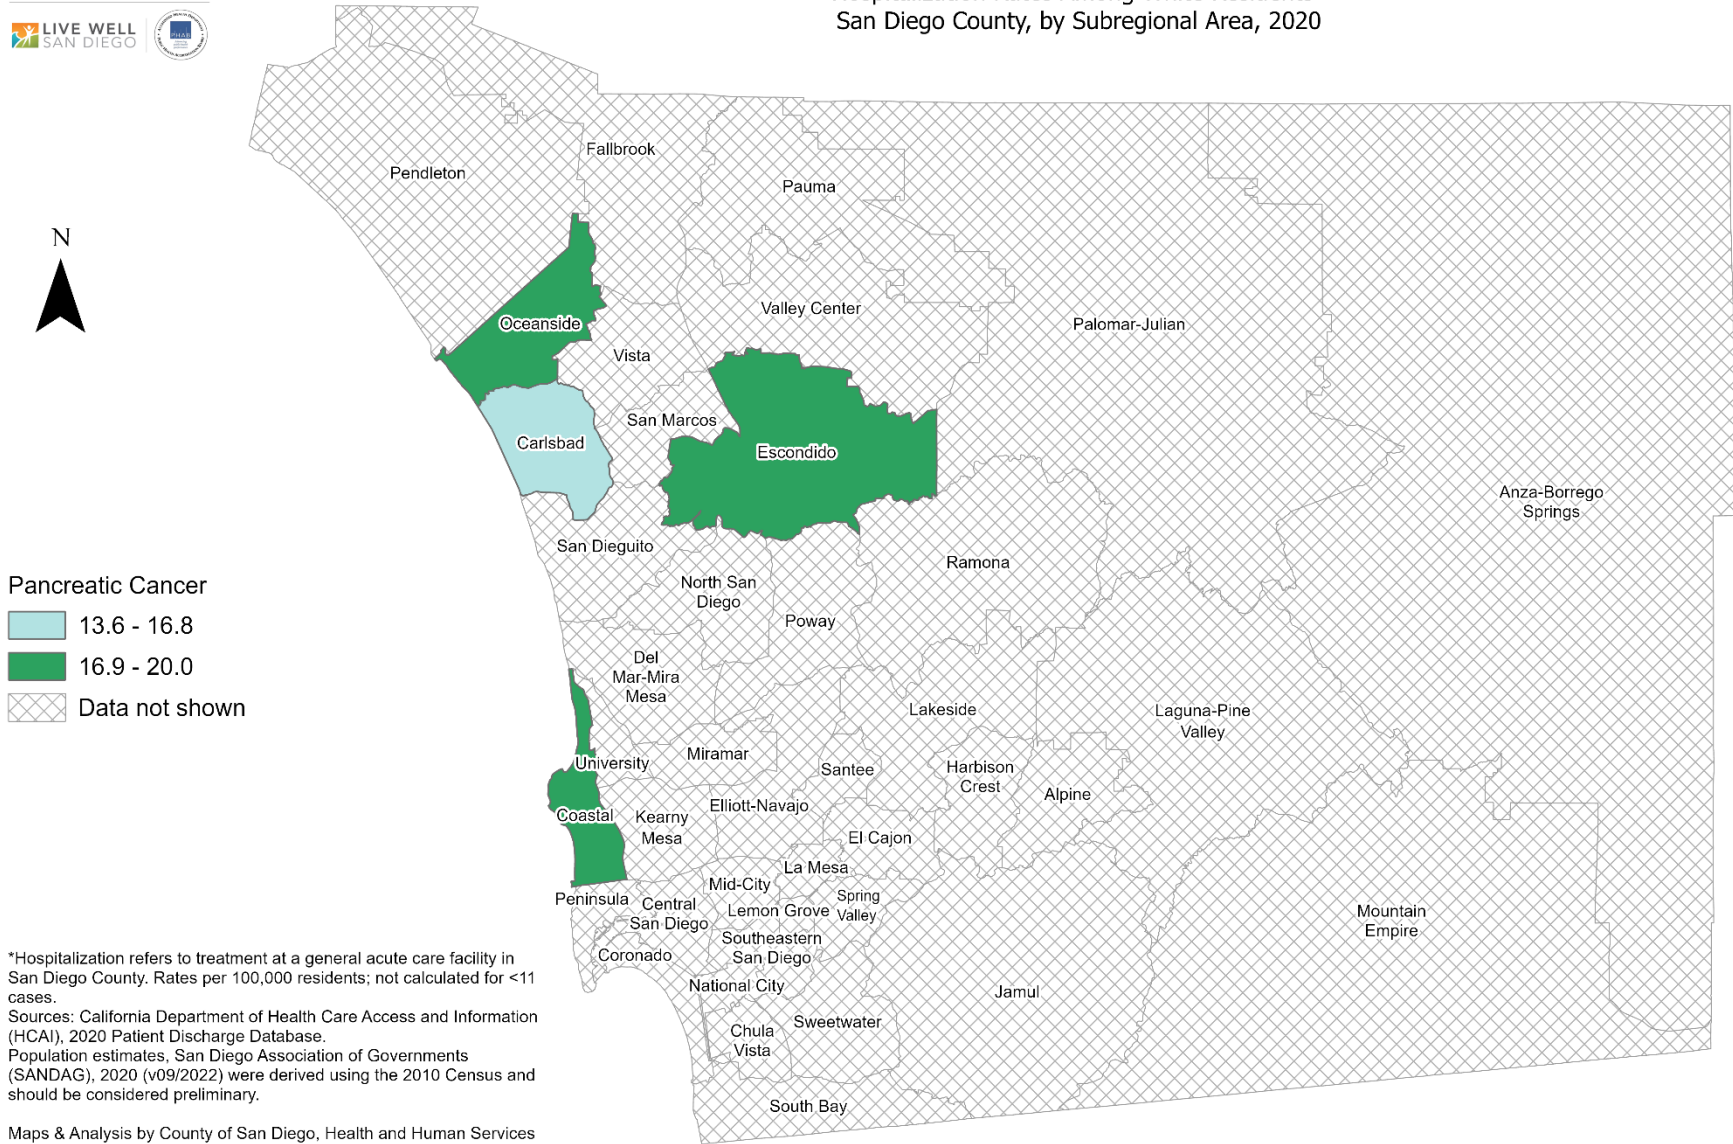 Hospitalization Rates Among White Residents
San Diego County, by Subregional Area, 2020
LIVE WELL
SAN DIEGO
PHAB
N
Fallbrook
Pendleton
Pauma
Oceanside
Valley Center
Palomar-Julian
Vista
San Marcos
Carlsbad
Escondido
Anza-Borrego
Springs
San Dieguito
Ramona
North San
Diego
Poway
Del
Mar-Mira
Mesa
Lakeside
Laguna-Pine
Valley
Miramar
University
Santee
Harbison
Crest
Alpine
Elliott-Navajo
Coastal
Kearny
Mesa
El Cajon
La Mesa
Mid-City
Peninsula
Central
San Diego
Spring
Valley
Lemon Grove
Mountain
Empire
Southeastern
San Diego
Coronado
National City
Jamul
Sweetwater
Chula
Vista
South Bay
Pancreatic Cancer
13.6 - 16.8
16.9 - 20.0
Data not shown
*Hospitalization refers to treatment at a general acute care facility in
San Diego County. Rates per 100,000 residents; not calculated for <11
cases.
Sources: California Department of Health Care Access and Information
(HCAI), 2020 Patient Discharge Database.
Population estimates, San Diego Association of Governments
(SANDAG), 2020 (v09/2022) were derived using the 2010 Census and
should be considered preliminary.
Maps & Analysis by County of San Diego, Health and Human Services